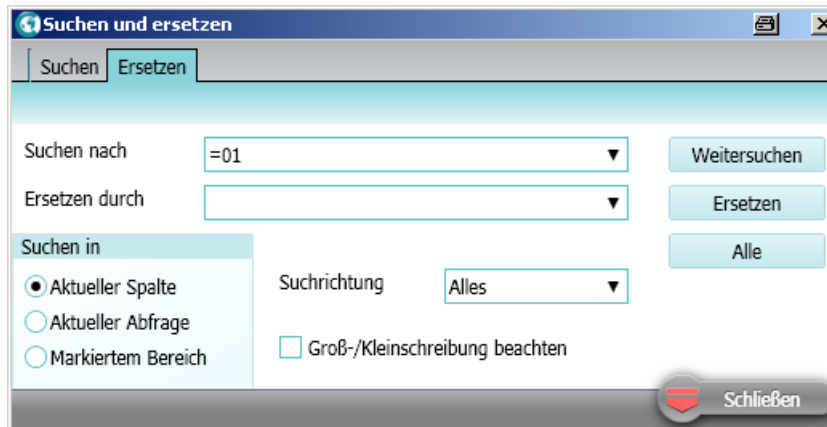 Suchen und ersetzen
Suchen Ersetzen
Suchen nach =01 Weitersuchen
Ersetzen durch Ersetzen
Suchen in Alle
Aktueller Spalte Suchrichtung Alles
Aktueller Abfrage
Markiertem Bereich Groß-/Kleinschreibung beachten
Schließen